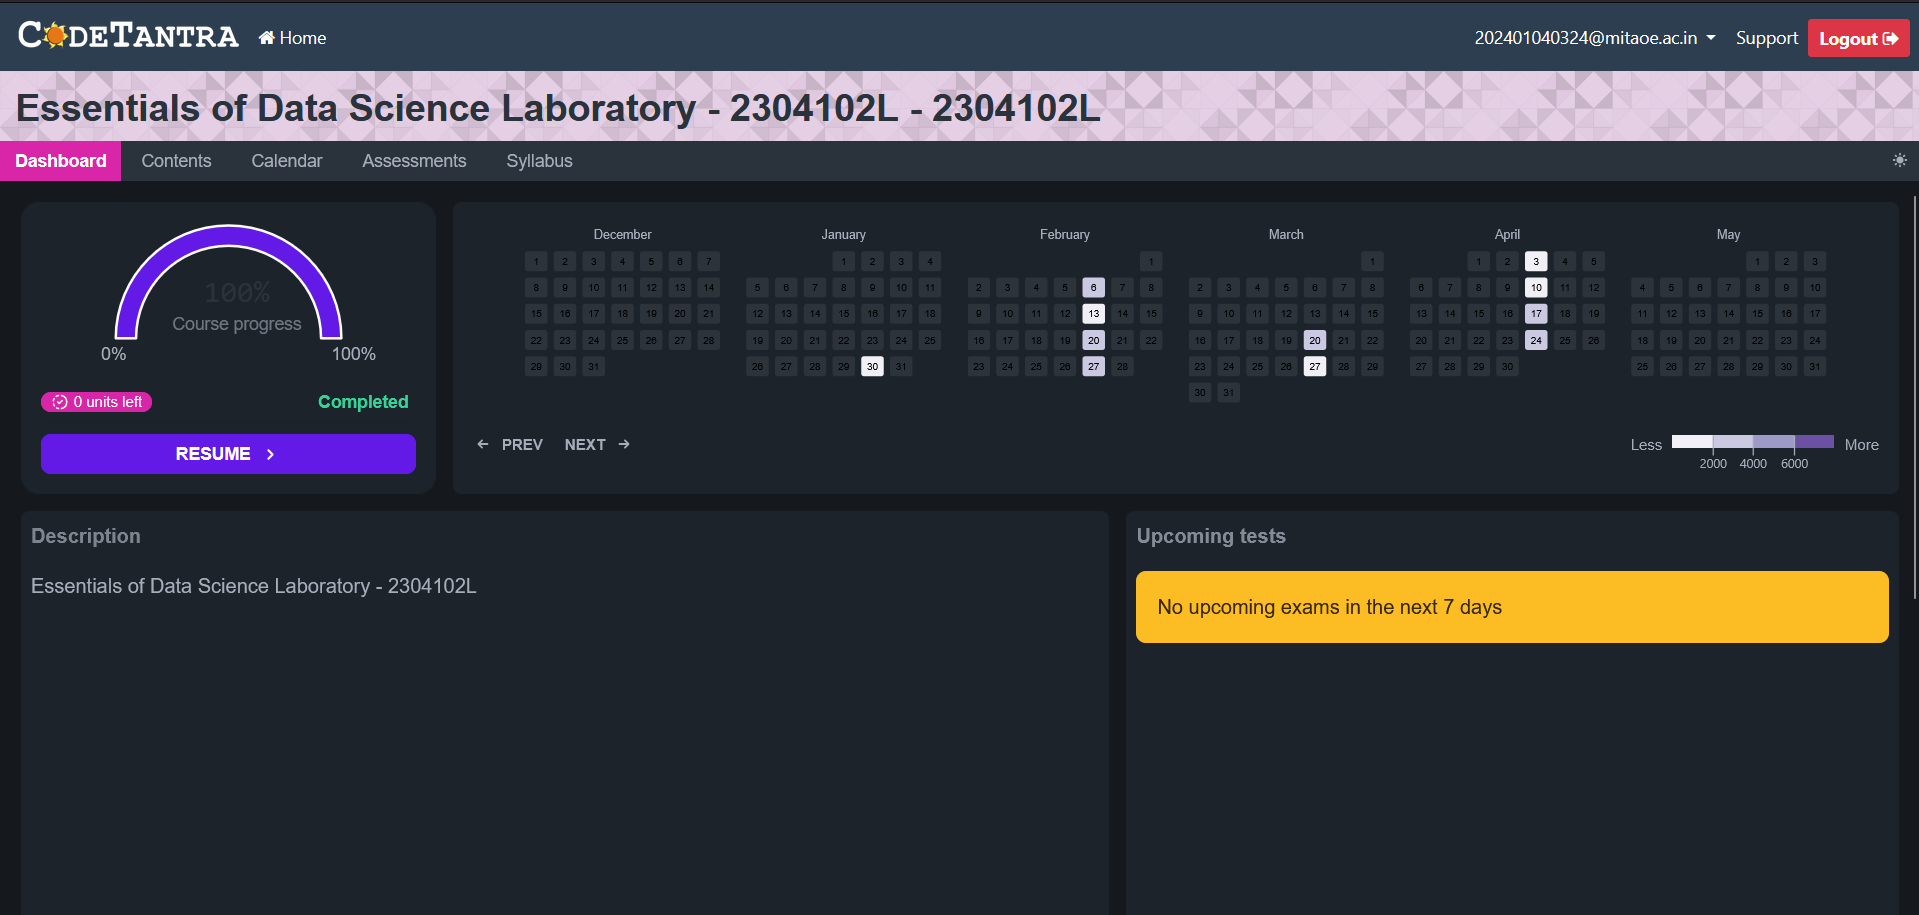 CODETANTRA Home 202401040324@mitaoe.ac.in Support Logout
Essentials of Data Science Laboratory - 2304102L - 2304102L
Dashboard Contents Calendar Assessments Syllabus
100%
Course progress
0% 100%
0 units left Completed
RESUME
December
1 2 3 4 5 6 7
8 9 10 11 12 13 14
15 16 17 18 19 20 21
22 23 24 25 26 27 28
29 30 31
January
1 2 3 4
5 6 7 8 9 10 11
12 13 14 15 16 17 18
19 20 21 22 23 24 25
26 27 28 29 30 31
February
1
2 3 4 5 6 7 8
9 10 11 12 13 14 15
16 17 18 19 20 21 22
23 24 25 26 27 28
March
1
2 3 4 5 6 7 8
9 10 11 12 13 14 15
16 17 18 19 20 21 22
23 24 25 26 27 28 29
30 31
April
1 2 3 4 5
6 7 8 9 10 11 12
13 14 15 16 17 18 19
20 21 22 23 24 25 26
27 28 29 30
May
1 2 3
4 5 6 7 8 9 10
11 12 13 14 15 16 17
18 19 20 21 22 23 24
25 26 27 28 29 30 31
← PREV NEXT →
Less More
2000 4000 6000
Description
Essentials of Data Science Laboratory - 2304102L
Upcoming tests
No upcoming exams in the next 7 days